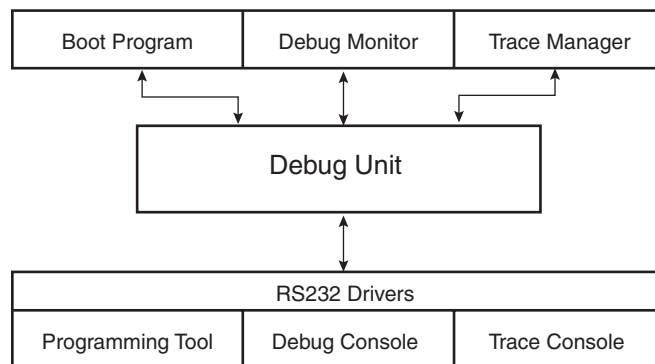 Boot Program
Debug Monitor
Trace Manager
Debug Unit
RS232 Drivers
Programming Tool
Debug Console
Trace Console